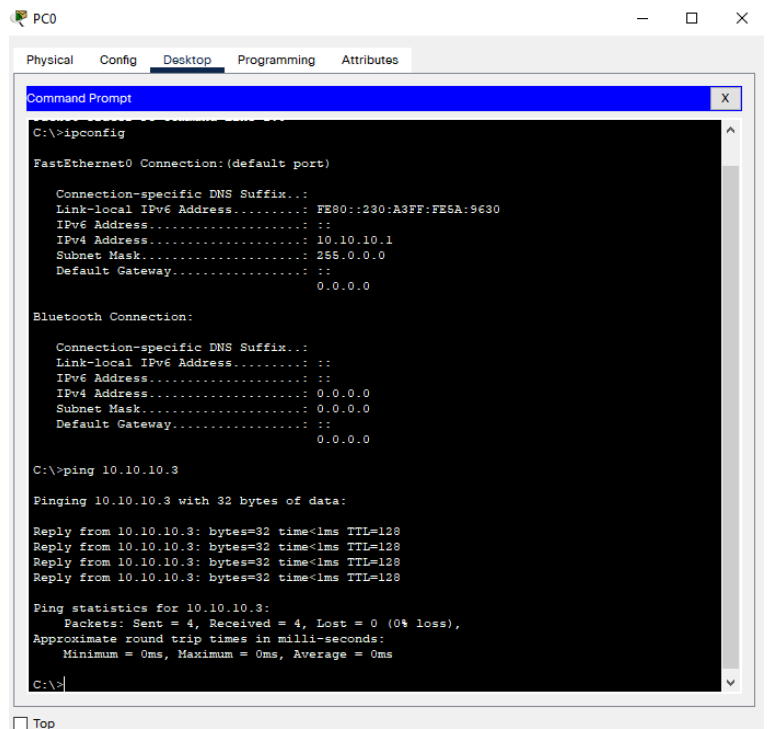 PC0
Physical Config Desktop Programming Attributes
Command Prompt
X
C:\>ipconfig
FastEthernet0 Connection:(default port)
Connection-specific DNS Suffix..:
Link-local IPv6 Address.........: FE80::230:A3FF:FE5A:9630
IPv6 Address....................: ::
IPv4 Address....................: 10.10.10.1
Subnet Mask.....................: 255.0.0.0
Default Gateway.................: ::
0.0.0.0
Bluetooth Connection:
Connection-specific DNS Suffix..:
Link-local IPv6 Address.........: ::
IPv6 Address....................: ::
IPv4 Address....................: 0.0.0.0
Subnet Mask.....................: 0.0.0.0
Default Gateway.................: ::
0.0.0.0
C:\>ping 10.10.10.3
Pinging 10.10.10.3 with 32 bytes of data:
Reply from 10.10.10.3: bytes=32 time<1ms TTL=128
Reply from 10.10.10.3: bytes=32 time<1ms TTL=128
Reply from 10.10.10.3: bytes=32 time<1ms TTL=128
Reply from 10.10.10.3: bytes=32 time<1ms TTL=128
Ping statistics for 10.10.10.3:
Packets: Sent = 4, Received = 4, Lost = 0 (0% loss),
Approximate round trip times in milli-seconds:
Minimum = 0ms, Maximum = 0ms, Average = 0ms
C:\>
Top